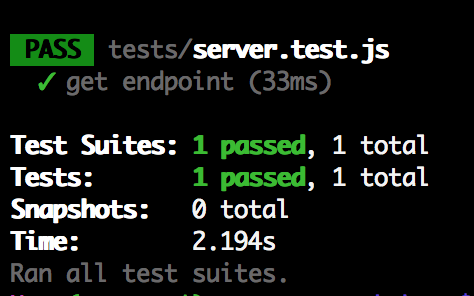 PASS tests/server.test.js
✓ get endpoint (33ms)
Test Suites: 1 passed, 1 total
Tests: 1 passed, 1 total
Snapshots: 0 total
Time: 2.194s
Ran all test suites.